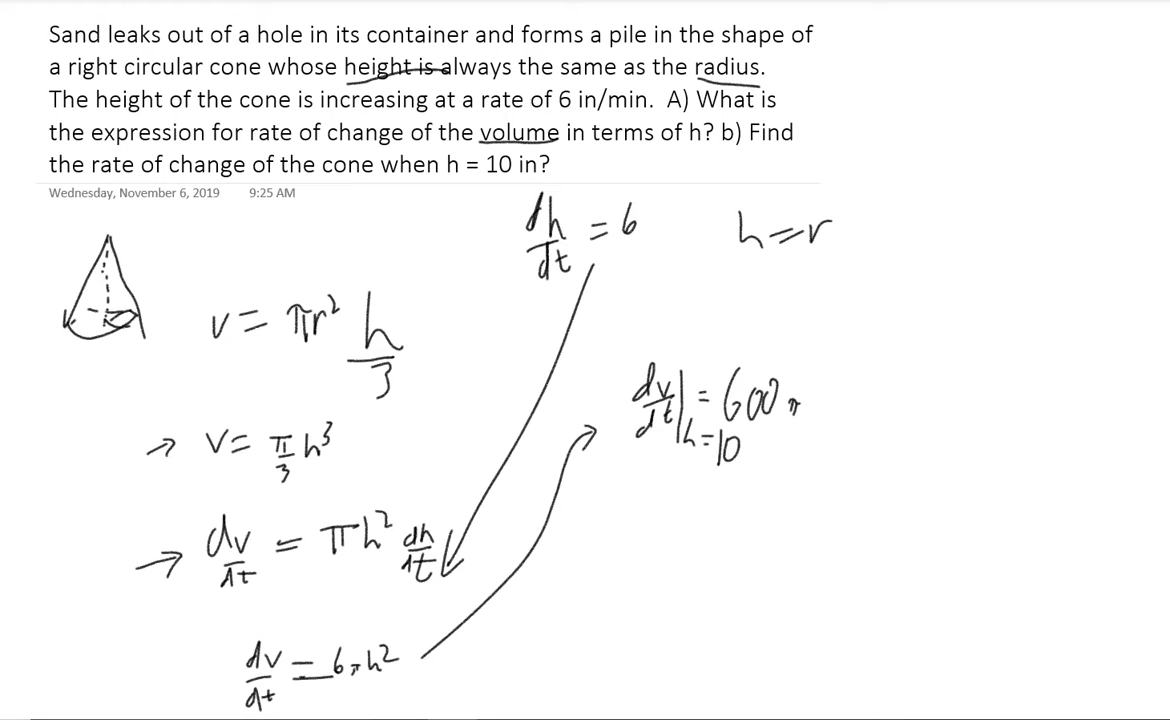 Sand leaks out of a hole in its container and forms a pile in the shape of
a right circular cone whose height is always the same as the radius.
The height of the cone is increasing at a rate of 6 in/min.  A) What is
the expression for rate of change of the volume in terms of h? b) Find
the rate of change of the cone when h = 10 in?
Wednesday, November 6, 2019 9:25 AM
dh/dt = 6
h = r
v = πr² h/3
dv/dt|h=10 = 600π
→ v = π/3 h³
→ dv/dt = πh² dh/dt
dv/dt = 6πh²